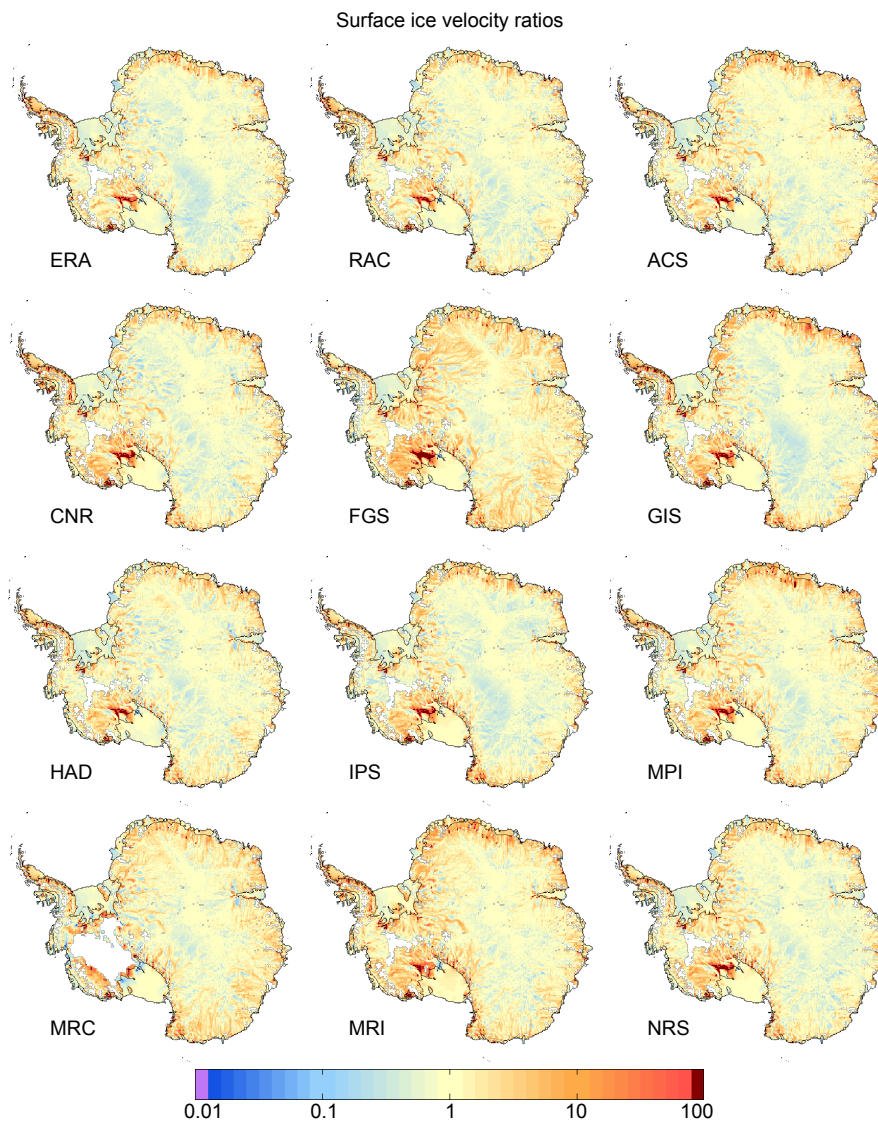 Surface ice velocity ratios
ERA RAC ACS
CNR FGS GIS
HAD IPS MPI
MRC MRI NRS
0.01 0.1 1 10 100